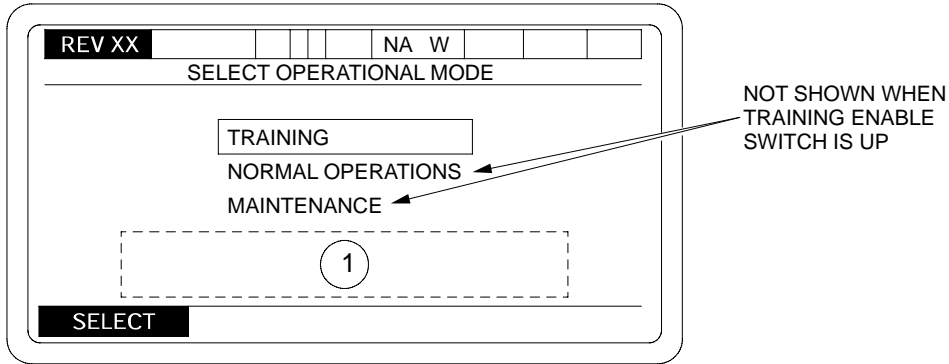 REV XX NA W
SELECT OPERATIONAL MODE
TRAINING
NORMAL OPERATIONS
MAINTENANCE
1
SELECT
NOT SHOWN WHEN
TRAINING ENABLE
SWITCH IS UP